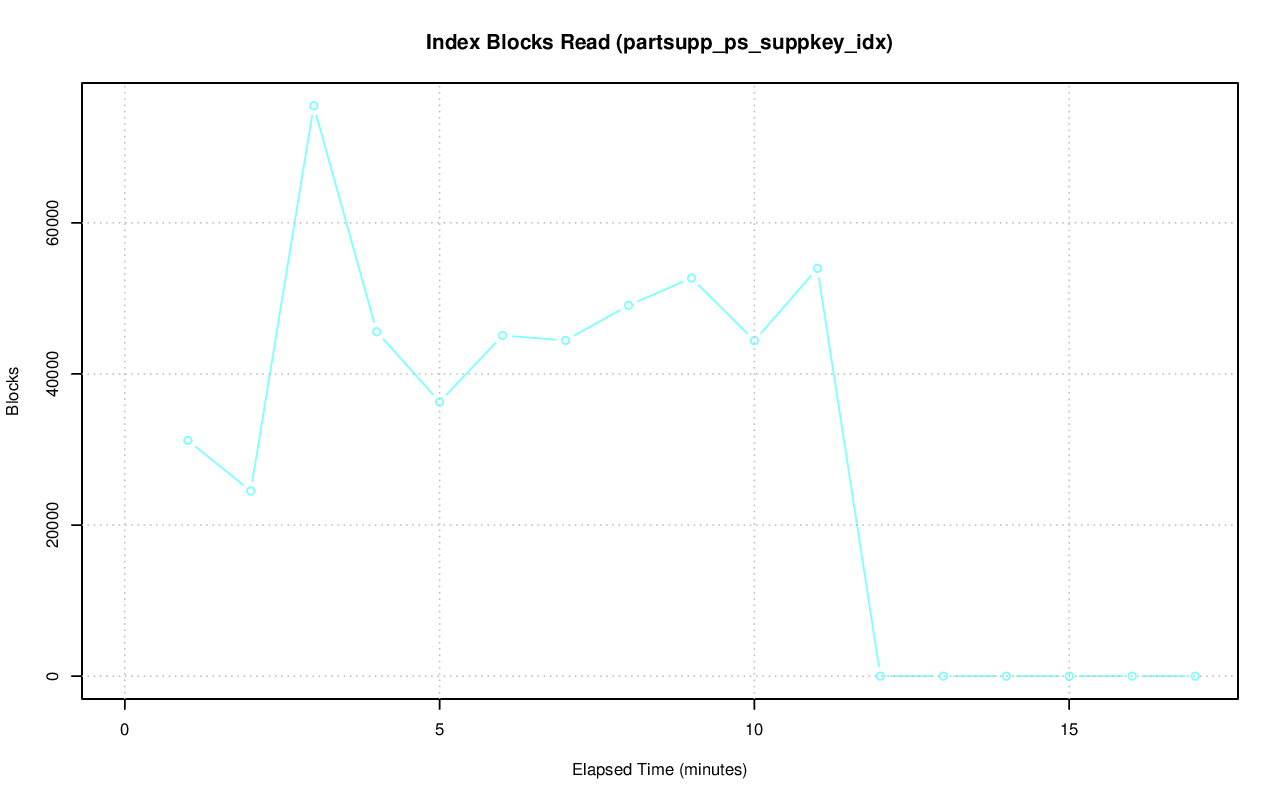 Index Blocks Read (partsupp_ps_suppkey_idx)
60000
40000
20000
0
Blocks
0 5 10 15
Elapsed Time (minutes)